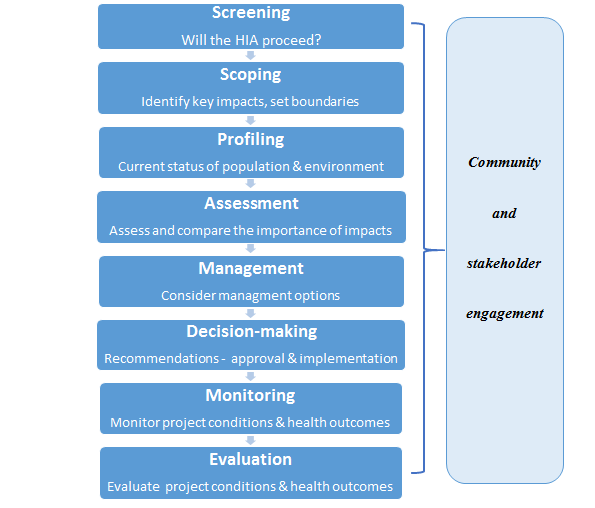 Screening
Will the HIA proceed?
Scoping
Identify key impacts, set boundaries
Profiling
Current status of population & environment
Assessment
Assess and compare the importance of impacts
Management
Consider managment options
Decision-making
Recommendations - approval & implementation
Monitoring
Monitor project conditions & health outcomes
Evaluation
Evaluate project conditions & health outcomes
Community
and
stakeholder
engagement